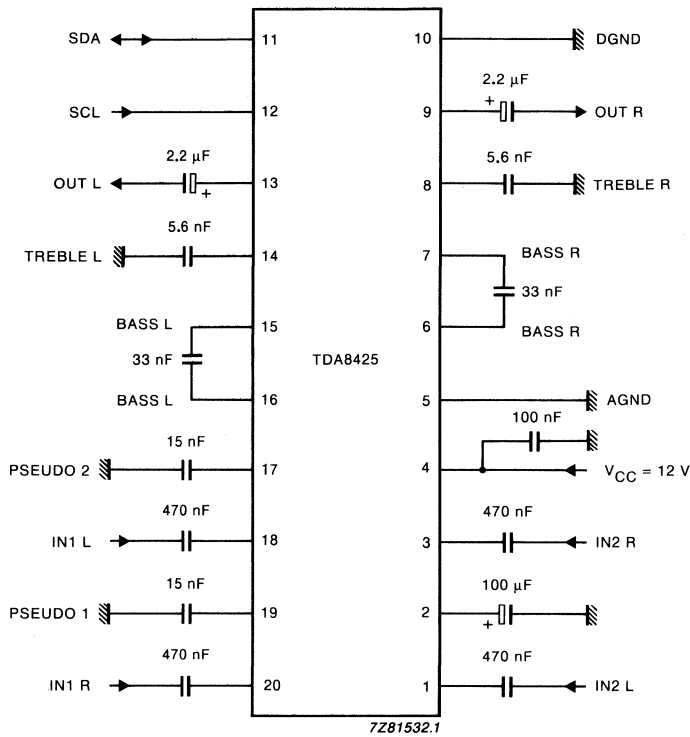 SDA 11 10 DGND
2.2 µF
SCL 12 9 + OUT R
2.2 µF 5.6 nF
OUT L + 13 8 TREBLE R
5.6 nF
TREBLE L 14 7 BASS R
33 nF
BASS L 15 6 BASS R
33 nF TDA8425
BASS L 16 5 AGND
100 nF
15 nF
PSEUDO 2 17 4 VCC = 12 V
470 nF 470 nF
IN1 L 18 3 IN2 R
15 nF 100 µF
PSEUDO 1 19 2 + 
470 nF 470 nF
IN1 R 20 1 IN2 L
7Z81532.1